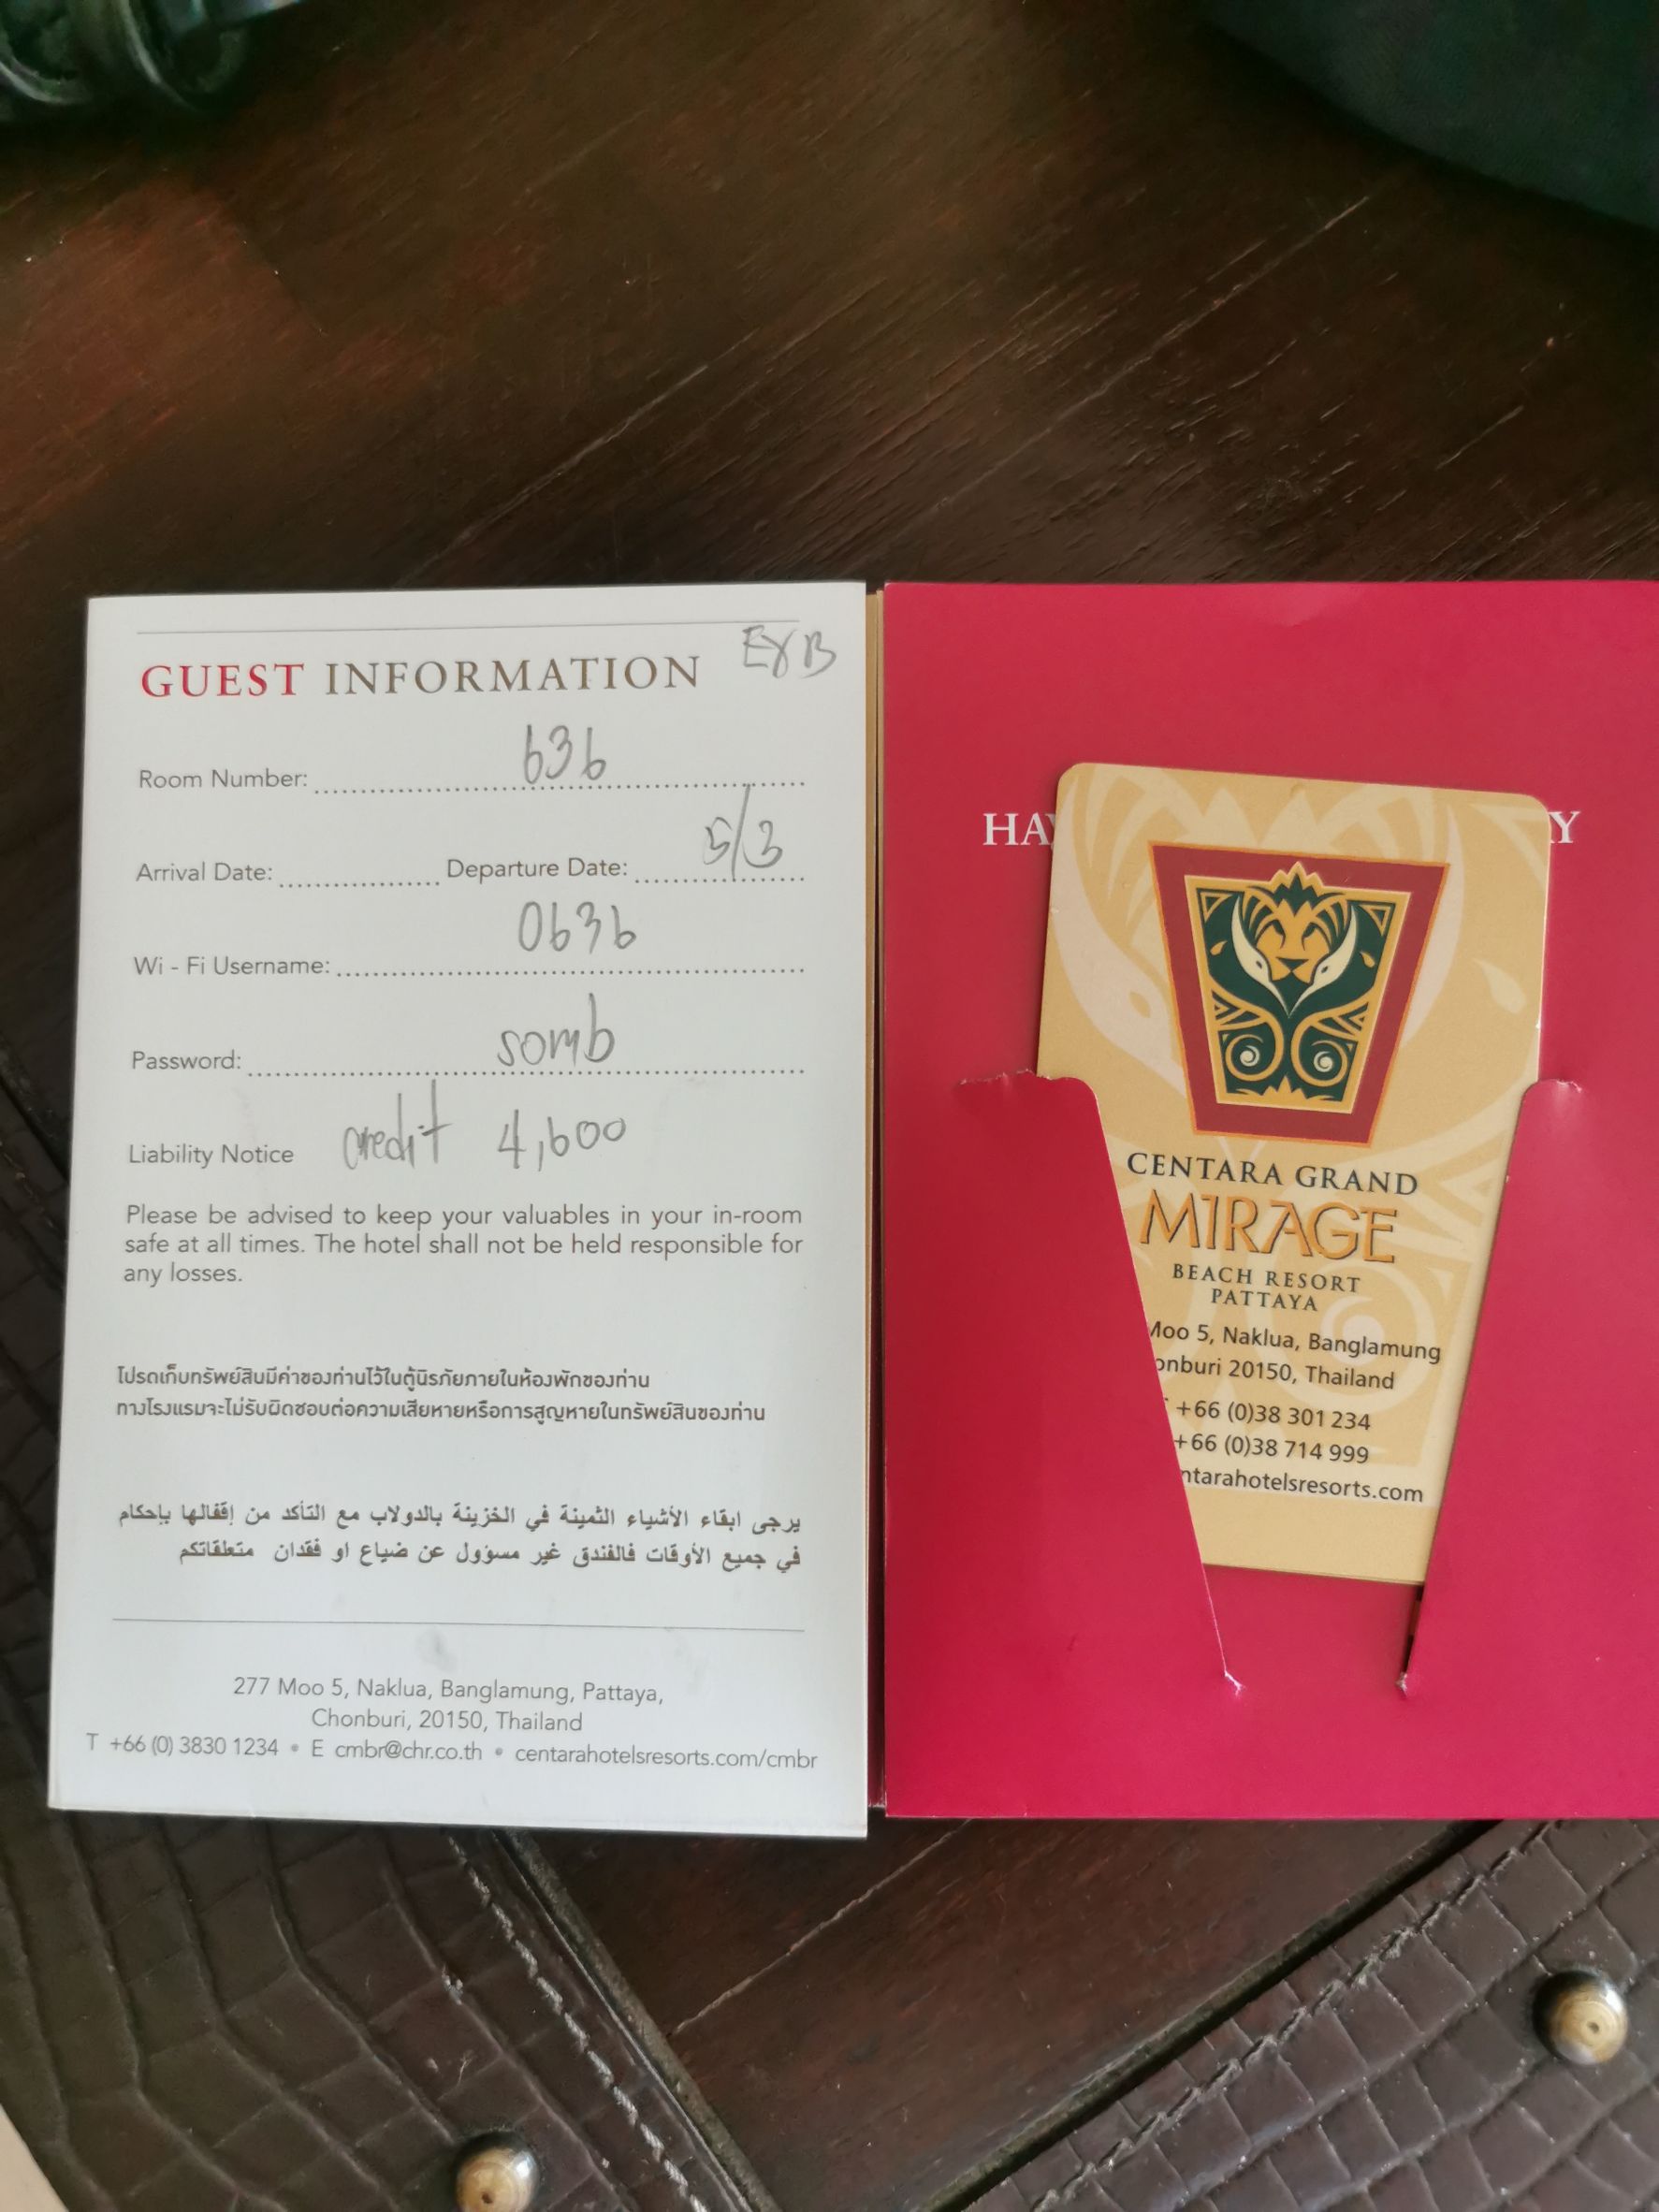 EXB
GUEST INFORMATION
Room Number: 636
Arrival Date: Departure Date: 5/3
Wi - Fi Username: 0636
Password: somb
Liability Notice credit 4,600
Please be advised to keep your valuables in your in-room
safe at all times. The hotel shall not be held responsible for
any losses.
โปรดเก็บทรัพย์สินมีค่าของท่านไว้ในตู้นิรภัยภายในห้องพักของท่าน
ทางโรงแรมจะไม่รับผิดชอบต่อความเสียหายหรือการสูญหายในทรัพย์สินของท่าน
يرجى ابقاء الأشياء الثمينة في الخزينة بالدولاب مع التأكد من إقفالها بإحكام
في جميع الأوقات فالفندق غير مسؤول عن ضياع او فقدان متعلقاتكم
277 Moo 5, Naklua, Banglamung, Pattaya,
Chonburi, 20150, Thailand
T +66 (0) 3830 1234 • E cmbr@chr.co.th • centarahotelsresorts.com/cmbr
CENTARA GRAND
MIRAGE
BEACH RESORT
PATTAYA
Moo 5, Naklua, Banglamung
onburi 20150, Thailand
+66 (0)38 301 234
+66 (0)38 714 999
ntarahotelsresorts.com